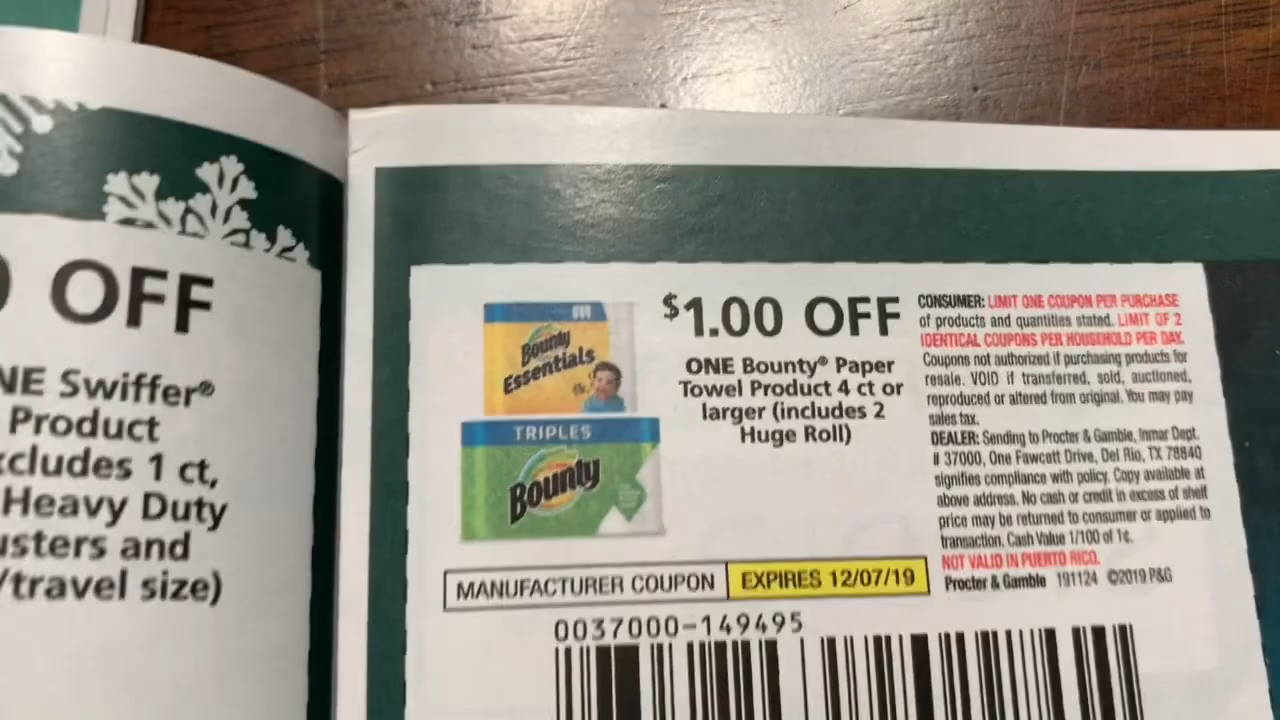 OFF
Swiffer®
Product
1 ct,
Heavy Duty
and
/travel size)
Bounty
Essentials
TRIPLES
Bounty
$1.00 OFF
ONE Bounty® Paper
Towel Product 4 ct or
larger (includes 2
Huge Roll)
CONSUMER: LIMIT ONE COUPON PER PURCHASE
of products and quantities stated. LIMIT OF 2
IDENTICAL COUPONS PER HOUSEHOLD PER DAY.
Coupons not authorized if purchasing products for
resale. VOID if transferred, sold, auctioned,
reproduced or altered from original. You may pay
sales tax.
DEALER: Sending to Procter & Gamble, Inmar Dept.
# 37000, One Fawcett Drive, Del Rio, TX 78840
signifies compliance with policy. Copy available at
above address. No cash or credit in excess of shelf
price may be returned to consumer or applied to
transaction. Cash Value 1/100 of 1¢.
NOT VALID IN PUERTO RICO.
Procter & Gamble 191124 ©2019 P&G
MANUFACTURER COUPON EXPIRES 12/07/19
0037000-149495